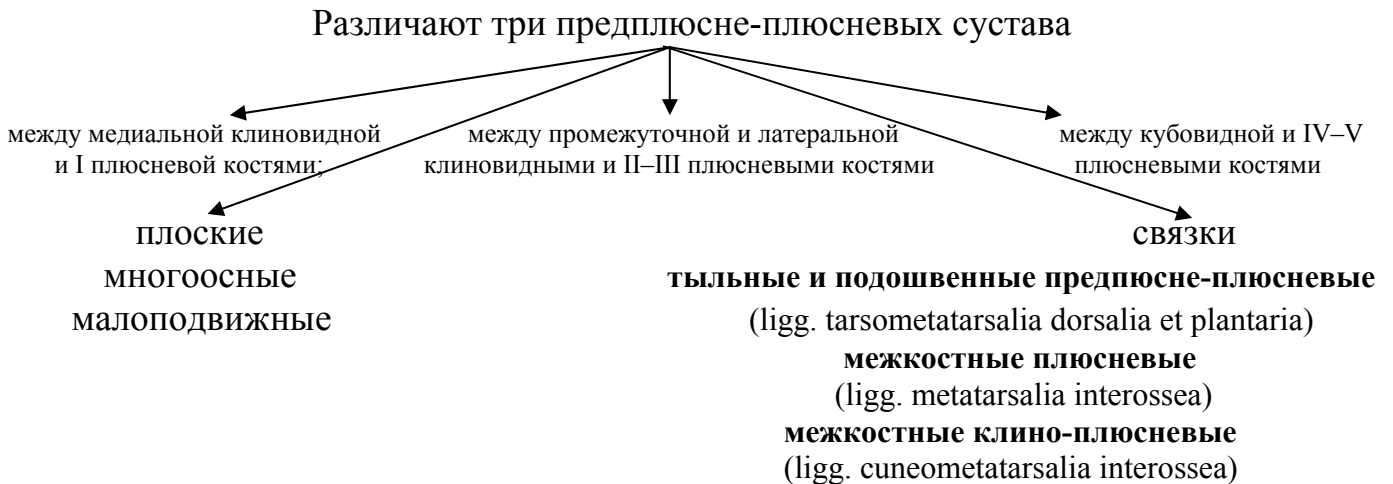 Различают три предплюсне-плюсневых сустава
между медиальной клиновидной
и I плюсневой костями;
между промежуточной и латеральной
клиновидными и II–III плюсневыми костями
между кубовидной и IV–V
плюсневыми костями
плоские
многоосные
малоподвижные
связки
тыльные и подошвенные предпюсне-плюсневые
(ligg. tarsometatarsalia dorsalia et plantaria)
межкостные плюсневые
(ligg. metatarsalia interossea)
межкостные клино-плюсневые
(ligg. cuneometatarsalia interossea)